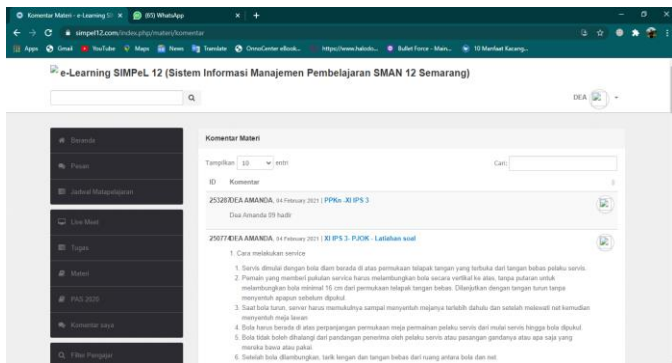 Komentar Materi - e-Learning SI
(65) WhatsApp
simpel12.com/index.php/materi/komentar
Apps Gmail YouTube Maps News Translate OnnoCenter eBook... https://www.halodo... Bullet Force - Main... 10 Manfaat Kacang...
e-Learning SIMPeL 12 (Sistem Informasi Manajemen Pembelajaran SMAN 12 Semarang)
DEA
Beranda
Pesan
Jadwal Matapelajaran
Live Meet
Tugas
Materi
PAS 2020
Komentar saya
Filter Pengajar
Komentar Materi
Tampilkan 10 entri
Cari:
ID Komentar
253287 DEA AMANDA, 04 February 2021 | PPKn -XI IPS 3
Dea Amanda 09 hadir
250774 DEA AMANDA, 04 February 2021 | XI IPS 3- PJOK - Latiahan soal
1. Cara melakukan service
1. Servis dimulai dengan bola diam berada di atas permukaan telapak tangan yang terbuka dari tangan bebas pelaku servis.
2. Pemain yang memberi pukulan service harus melambungkan bola secara vertikal ke atas, tanpa putaran untuk
melambungkan bola minimal 16 cm dari permukaan telapak tangan bebas. Dilanjutkan dengan tangan turun tanpa
menyentuh apapun sebelum dipukul.
3. Saat bola turun, server harus memukulnya sampai menyentuh mejanya terlebih dahulu dan setelah melewati net kemudian
menyentuh meja lawan
4. Bola harus berada di atas perpanjangan permukaan meja permainan pelaku servis dari mulai servis hingga bola dipukul.
5. Bola tidak boleh dihalangi dari pandangan penerima oleh pelaku servis atau pasangan gandanya atau apa saja yang
mereka bawa atau pakai.
6. Setelah bola dilambungkan, tarik lengan dan tangan bebas dari ruang antara bola dan net.